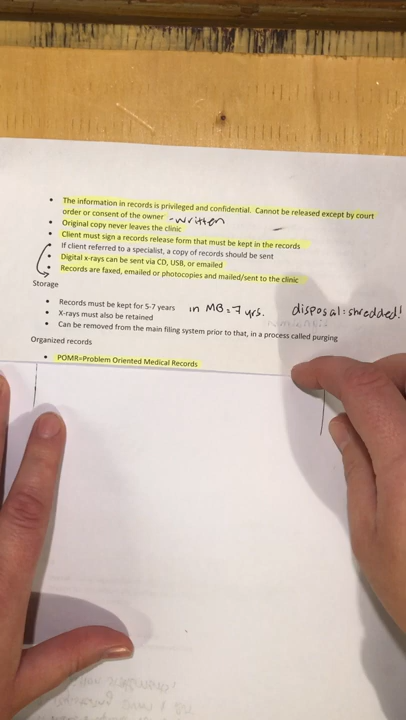 • The information in records is privileged and confidential. Cannot be released except by court
order or consent of the owner - written
• Original copy never leaves the clinic
• Client must sign a records release form that must be kept in the records
• If client referred to a specialist, a copy of records should be sent
• Digital x-rays can be sent via CD, USB, or emailed
• Records are faxed, emailed or photocopies and mailed/sent to the clinic
Storage
• Records must be kept for 5-7 years in MB = 7 yrs. disposal: shredded!
• X-rays must also be retained
• Can be removed from the main filing system prior to that, in a process called purging
Organized records
• POMR=Problem Oriented Medical Records